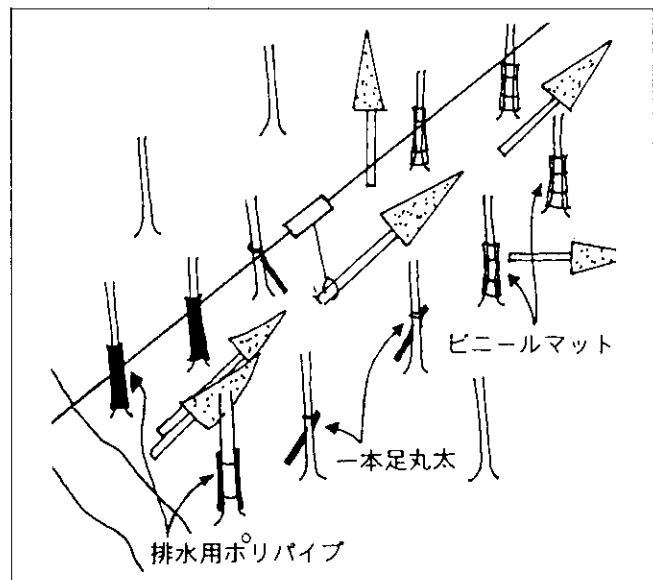 ビニールマット
一本足丸太
排水用ポリパイプ